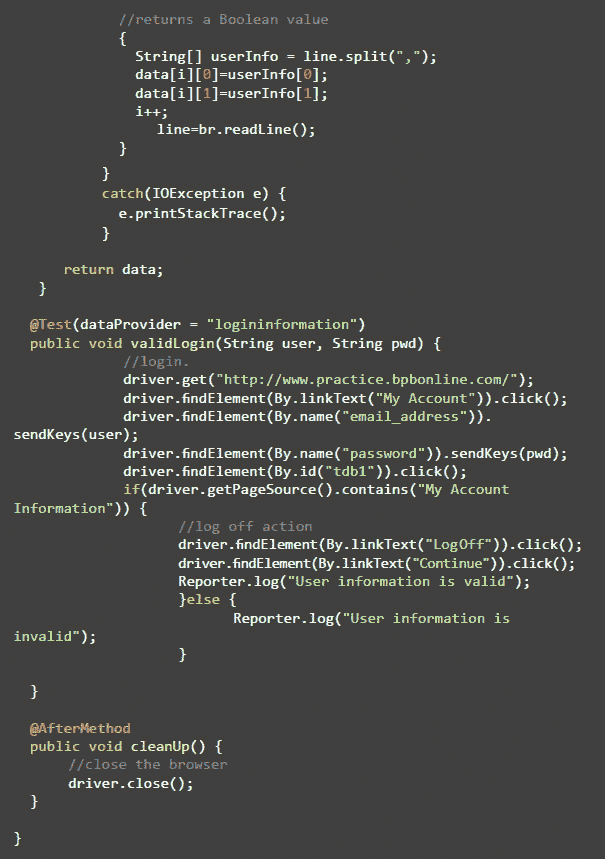 //returns a Boolean value
{
String[] userInfo = line.split(",");
data[i][0]=userInfo[0];
data[i][1]=userInfo[1];
i++;
line=br.readLine();
}
}
catch(IOException e) {
e.printStackTrace();
}
return data;
}
@Test(dataProvider = "logininformation")
public void validLogin(String user, String pwd) {
//login.
driver.get("http://www.practice.bpbonline.com/");
driver.findElement(By.linkText("My Account")).click();
driver.findElement(By.name("email_address")).
sendKeys(user);
driver.findElement(By.name("password")).sendKeys(pwd);
driver.findElement(By.id("tdb1")).click();
if(driver.getPageSource().contains("My Account
Information")) {
//log off action
driver.findElement(By.linkText("LogOff")).click();
driver.findElement(By.linkText("Continue")).click();
Reporter.log("User information is valid");
}else {
Reporter.log("User information is
invalid");
}
}
@AfterMethod
public void cleanUp() {
//close the browser
driver.close();
}
}